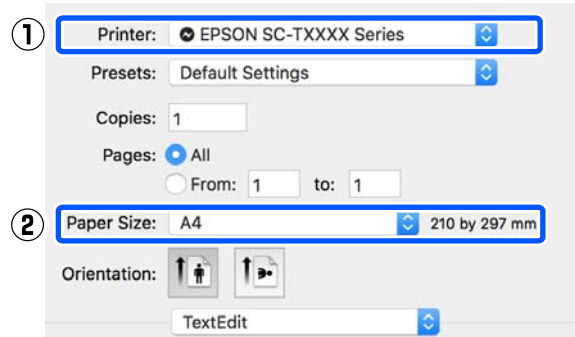 ① Printer: EPSON SC-TXXXX Series
Presets: Default Settings
Copies: 1
Pages: All
From: 1 to: 1
② Paper Size: A4 210 by 297 mm
Orientation:
TextEdit